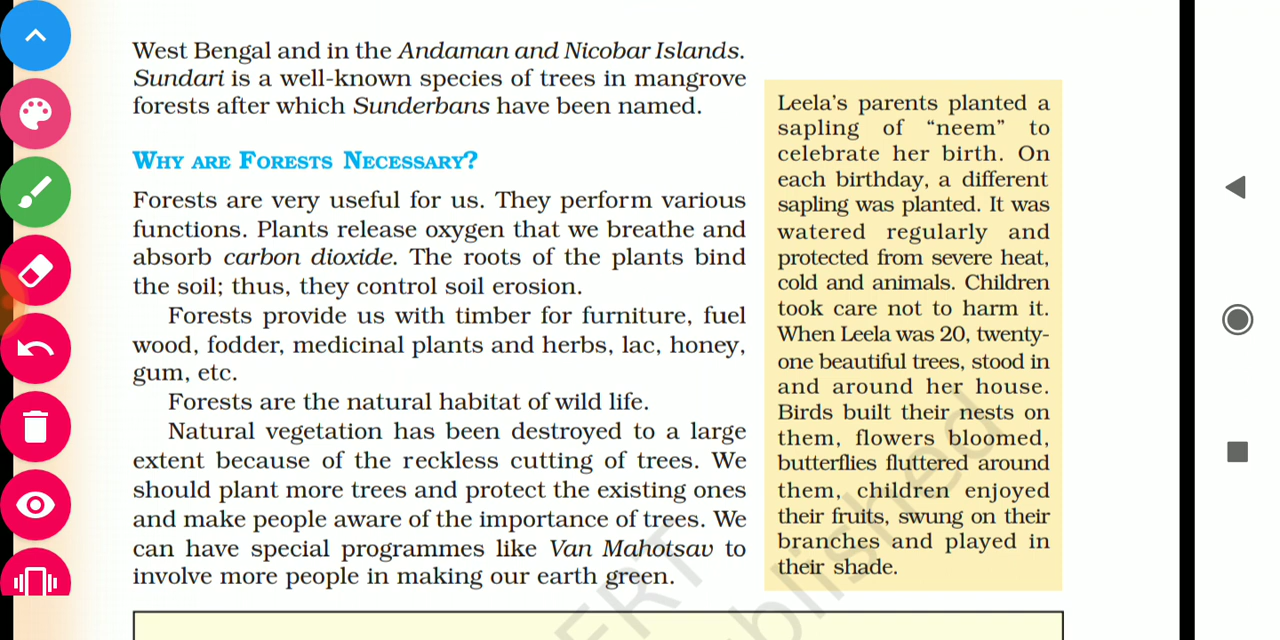 West Bengal and in the Andaman and Nicobar Islands.
Sundari is a well-known species of trees in mangrove
forests after which Sunderbans have been named.
WHY ARE FORESTS NECESSARY?
Forests are very useful for us. They perform various
functions. Plants release oxygen that we breathe and
absorb carbon dioxide. The roots of the plants bind
the soil; thus, they control soil erosion.
Forests provide us with timber for furniture, fuel
wood, fodder, medicinal plants and herbs, lac, honey,
gum, etc.
Forests are the natural habitat of wild life.
Natural vegetation has been destroyed to a large
extent because of the reckless cutting of trees. We
should plant more trees and protect the existing ones
and make people aware of the importance of trees. We
can have special programmes like Van Mahotsav to
involve more people in making our earth green.
Leela's parents planted a
sapling of “neem” to
celebrate her birth. On
each birthday, a different
sapling was planted. It was
watered regularly and
protected from severe heat,
cold and animals. Children
took care not to harm it.
When Leela was 20, twenty-
one beautiful trees, stood in
and around her house.
Birds built their nests on
them, flowers bloomed,
butterflies fluttered around
them, children enjoyed
their fruits, swung on their
branches and played in
their shade.